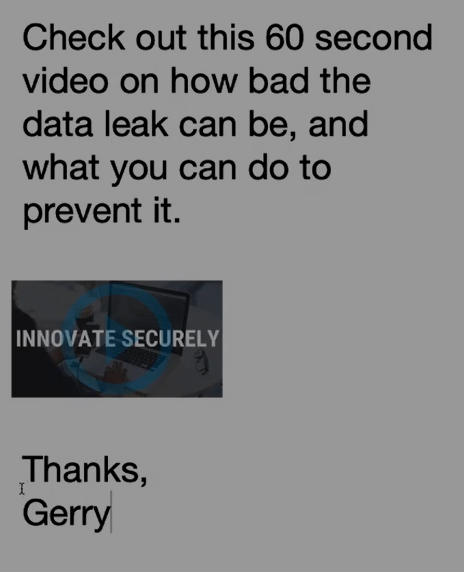 Check out this 60 second
video on how bad the
data leak can be, and
what you can do to
prevent it.
INNOVATE SECURELY
Thanks,
Gerry